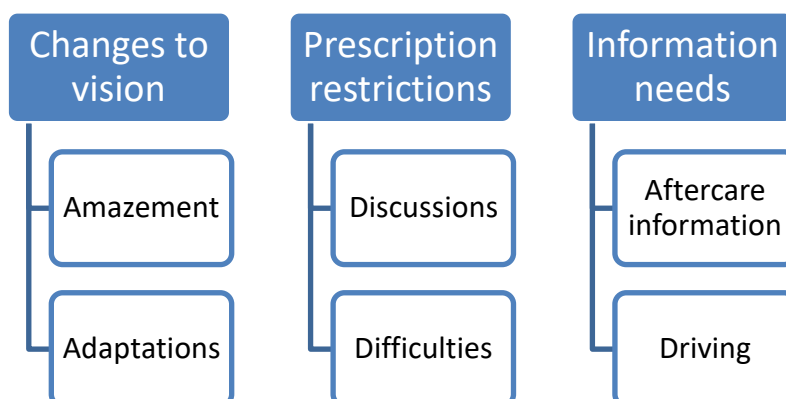 Changes to
vision
Amazement
Adaptations
Prescription
restrictions
Discussions
Difficulties
Information
needs
Aftercare
information
Driving